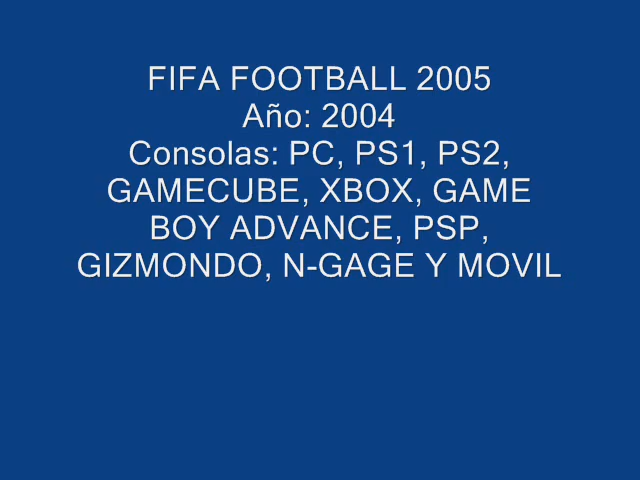 FIFA FOOTBALL 2005
Año: 2004
Consolas: PC, PS1, PS2,
GAMECUBE, XBOX, GAME
BOY ADVANCE, PSP,
GIZMONDO, N-GAGE Y MOVIL